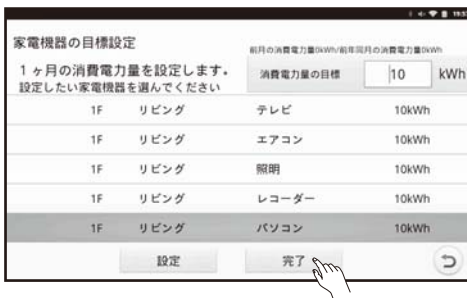 19:57
家電機器の目標設定
前月の消費電力量0kWh/前年同月の消費電力量0kWh
1ヶ月の消費電力量を設定します。
設定したい家電機器を選んでください
消費電力量の目標 10 kWh
1F リビング テレビ 10kWh
1F リビング エアコン 10kWh
1F リビング 照明 10kWh
1F リビング レコーダー 10kWh
1F リビング パソコン 10kWh
設定 完了